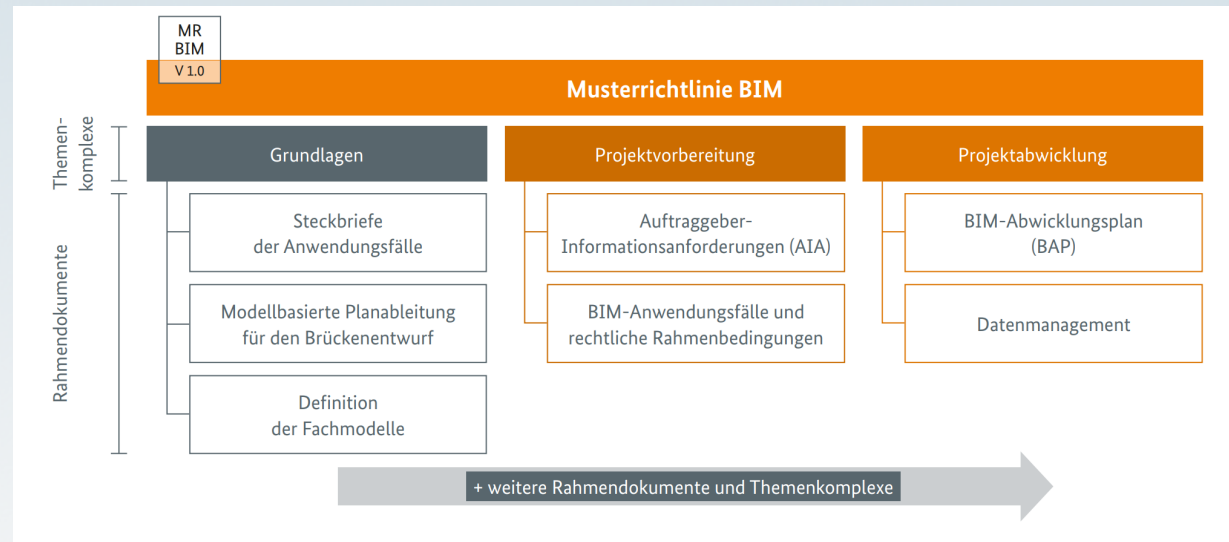 MR
BIM
V 1.0
Musterrichtlinie BIM
Themen-
komplexe
Grundlagen
Projektvorbereitung
Projektabwicklung
Rahmendokumente
Steckbriefe
der Anwendungsfälle
Auftraggeber-
Informationsanforderungen (AIA)
BIM-Abwicklungsplan
(BAP)
Modellbasierte Planableitung
für den Brückenentwurf
BIM-Anwendungsfälle und
rechtliche Rahmenbedingungen
Datenmanagement
Definition
der Fachmodelle
+ weitere Rahmendokumente und Themenkomplexe